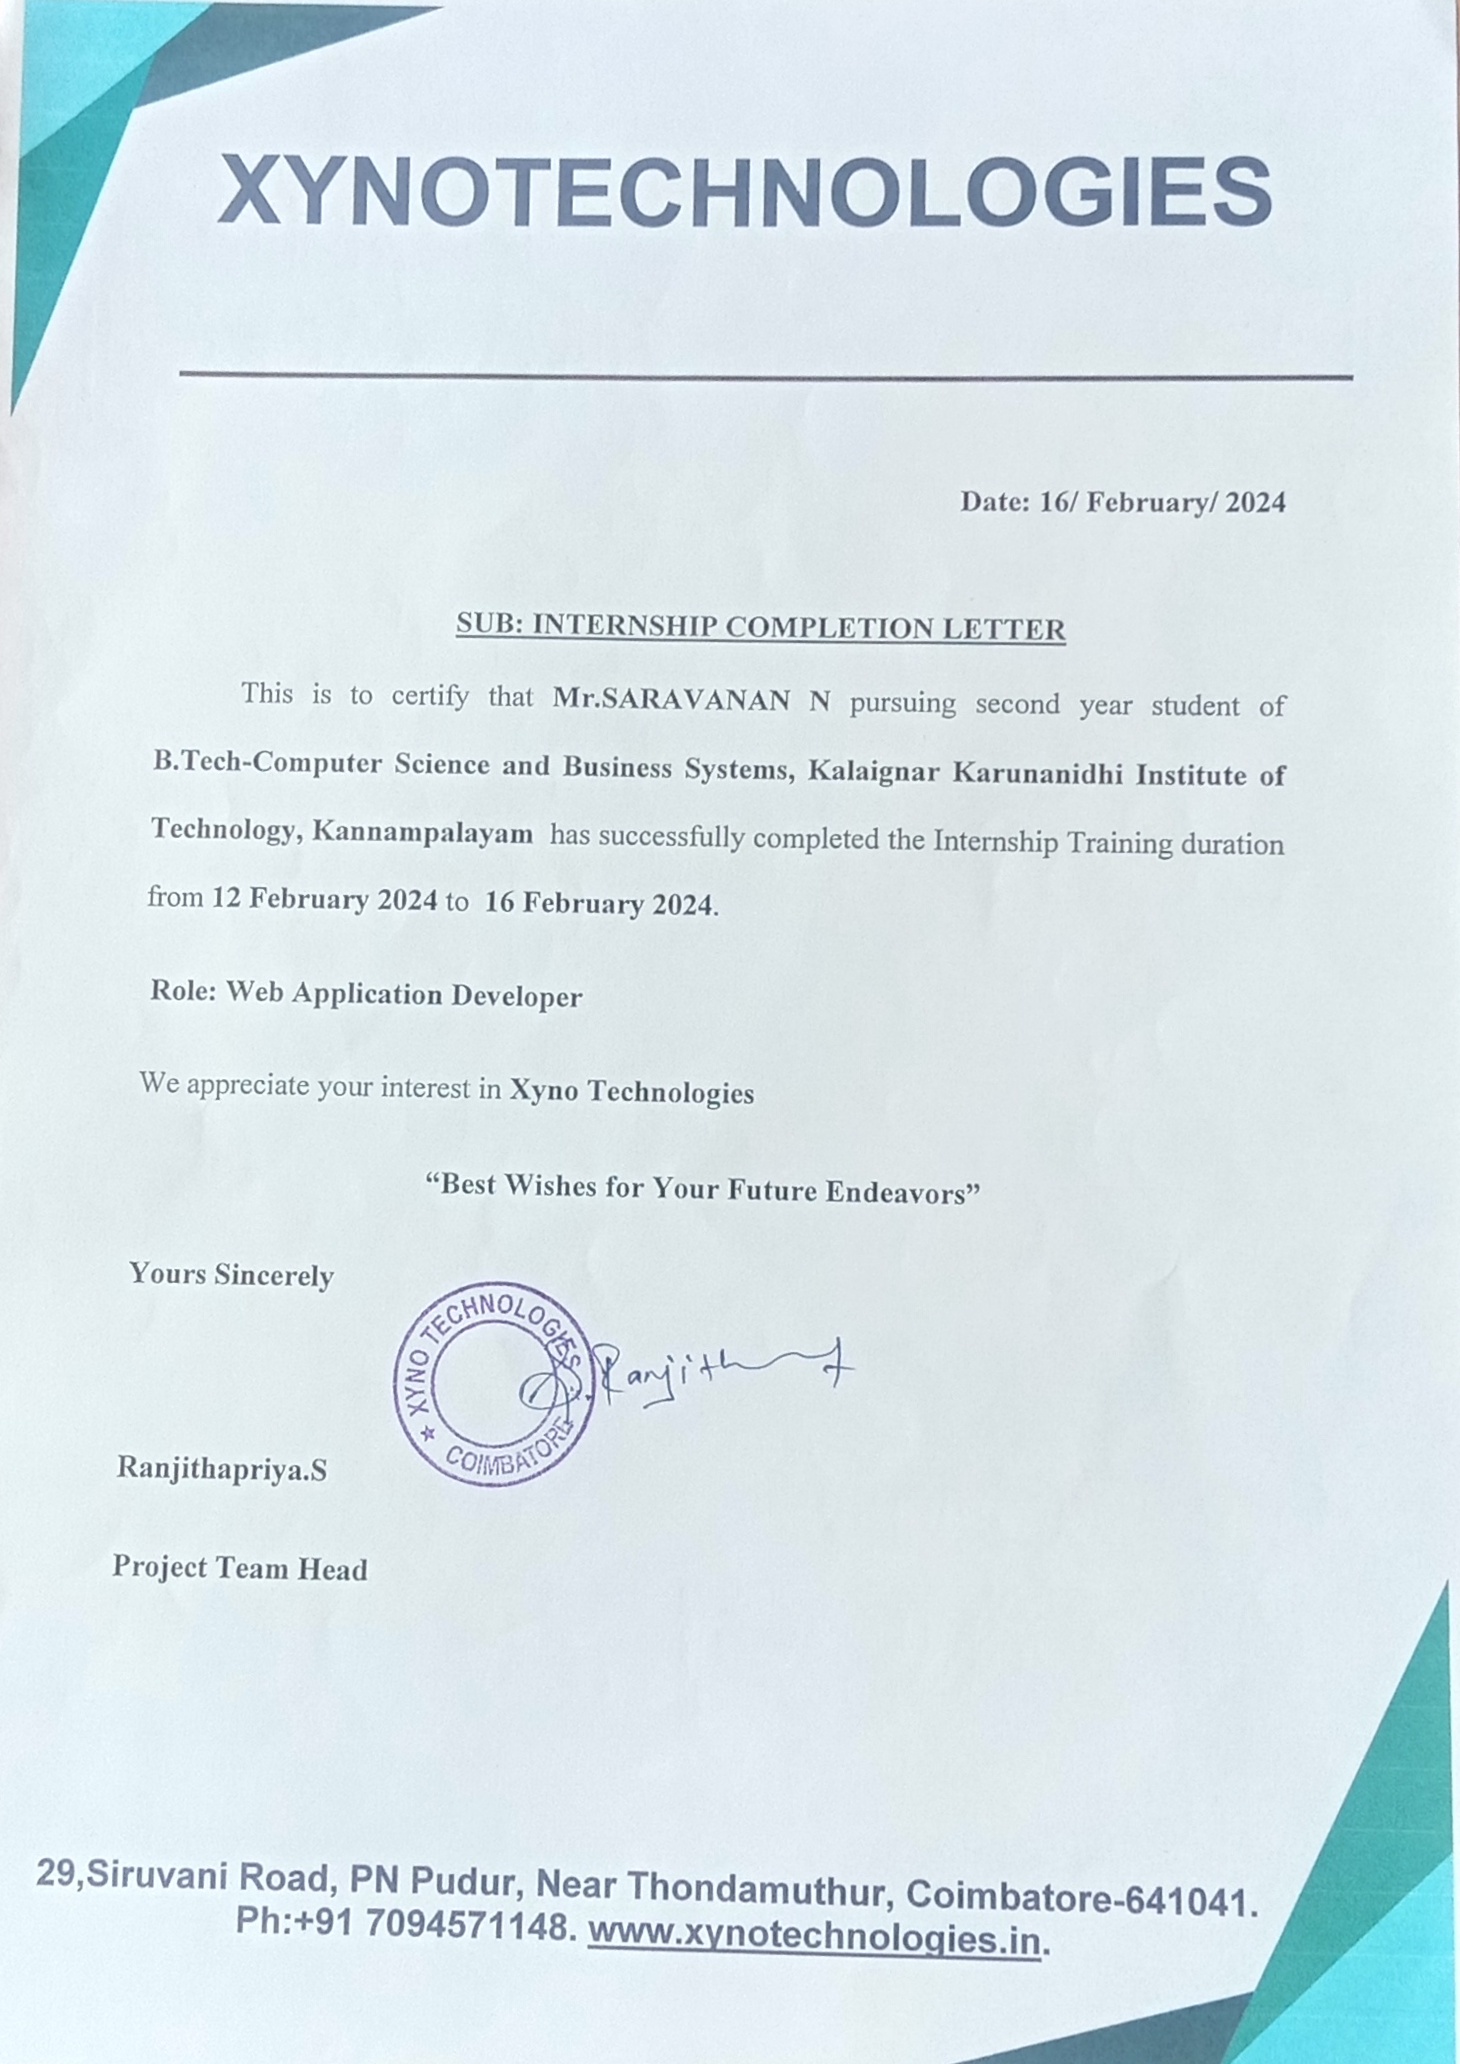 XYNOTECHNOLOGIES
Date: 16/ February/ 2024
SUB: INTERNSHIP COMPLETION LETTER
This is to certify that Mr.SARAVANAN N pursuing second year student of
B.Tech-Computer Science and Business Systems, Kalaignar Karunanidhi Institute of
Technology, Kannampalayam has successfully completed the Internship Training duration
from 12 February 2024 to 16 February 2024.
Role: Web Application Developer
We appreciate your interest in Xyno Technologies
“Best Wishes for Your Future Endeavors”
Yours Sincerely
XYNO TECHNOLOGIES
★ COIMBATORE
Ranjithapriya.S
Project Team Head
29,Siruvani Road, PN Pudur, Near Thondamuthur, Coimbatore-641041.
Ph:+91 7094571148. www.xynotechnologies.in.